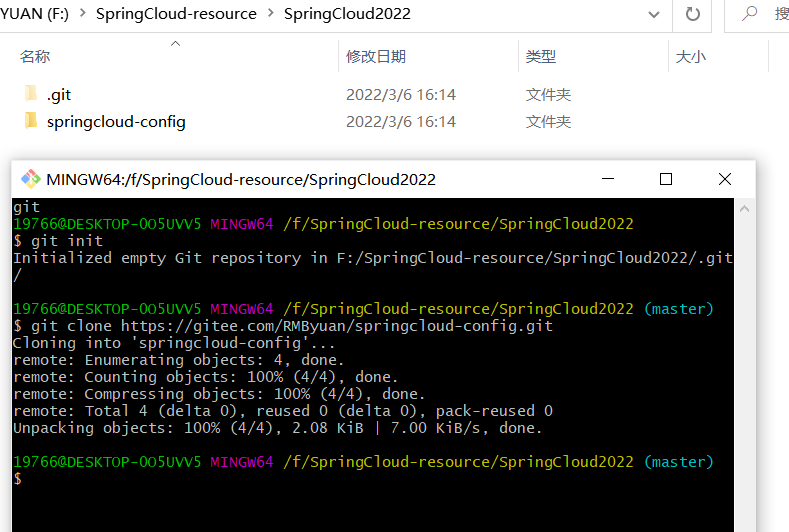 YUAN (F:) > SpringCloud-resource > SpringCloud2022
搜
名称 修改日期 类型 大小
.git 2022/3/6 16:14 文件夹
springcloud-config 2022/3/6 16:14 文件夹
MINGW64:/f/SpringCloud-resource/SpringCloud2022
git
19766@DESKTOP-0O5UVV5 MINGW64 /f/SpringCloud-resource/SpringCloud2022
$ git init
Initialized empty Git repository in F:/SpringCloud-resource/SpringCloud2022/.git
/
19766@DESKTOP-0O5UVV5 MINGW64 /f/SpringCloud-resource/SpringCloud2022 (master)
$ git clone https://gitee.com/RMByuan/springcloud-config.git
Cloning into 'springcloud-config'...
remote: Enumerating objects: 4, done.
remote: Counting objects: 100% (4/4), done.
remote: Compressing objects: 100% (4/4), done.
remote: Total 4 (delta 0), reused 0 (delta 0), pack-reused 0
Unpacking objects: 100% (4/4), 2.08 KiB | 7.00 KiB/s, done.
19766@DESKTOP-0O5UVV5 MINGW64 /f/SpringCloud-resource/SpringCloud2022 (master)
$